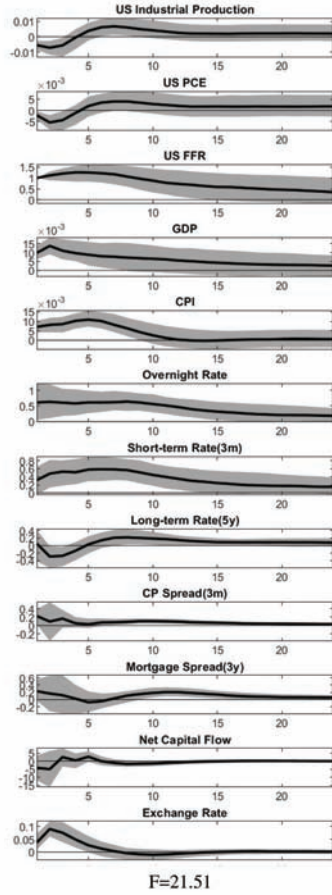 US Industrial Production
0.01
0
-0.01
5 10 15 20
×10-3
US PCE
5
0
-5
5 10 15 20
US FFR
1.5
1.0
0.5
0
5 10 15 20
×10-3
GDP
15
10
5
0
5 10 15 20
×10-3
CPI
15
10
5
0
5 10 15 20
Overnight Rate
1
0.5
0
5 10 15 20
Short-term Rate(3m)
0.8
0.6
0.4
0.2
0
5 10 15 20
Long-term Rate(5y)
0.4
0.2
-0.2
-0.4
5 10 15 20
CP Spread(3m)
0.4
0.2
0
-0.2
5 10 15 20
Mortgage Spread(3y)
0.6
0.4
0.2
0
-0.2
5 10 15 20
Net Capital Flow
5
0
-5
-15
5 10 15 20
Exchange Rate
0.1
0.05
0
5 10 15 20
F=21.51